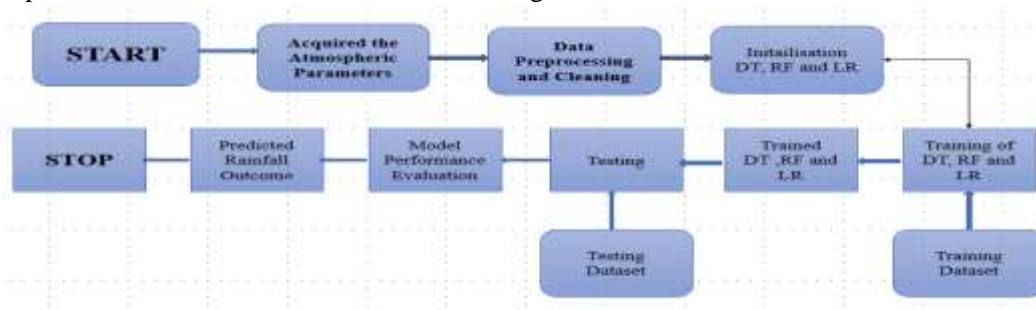 START
Acquired the
Atmospheric
Parameters
Data
Preprocessing
and Cleaning
Instailisation
DT, RF and LR
STOP
Predicted
Rainfall
Outcome
Model
Performance
Evaluation
Testing
Trained
DT ,RF and
LR
Training of
DT, RF and
LR
Testing
Dataset
Training
Dataset